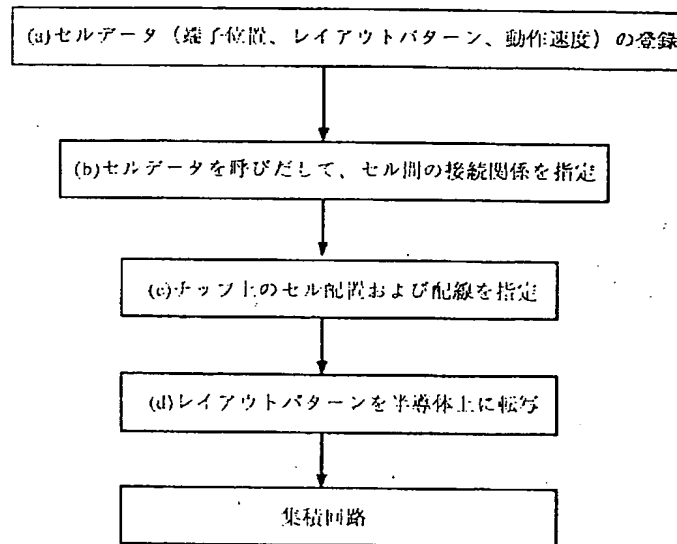 (a)セルデータ（端子位置、レイアウトパターン、動作速度）の登録
(b)セルデータを呼びだして、セル間の接続関係を指定
(c)チップ上のセル配置および配線を指定
(d)レイアウトパターンを半導体上に転写
集積回路